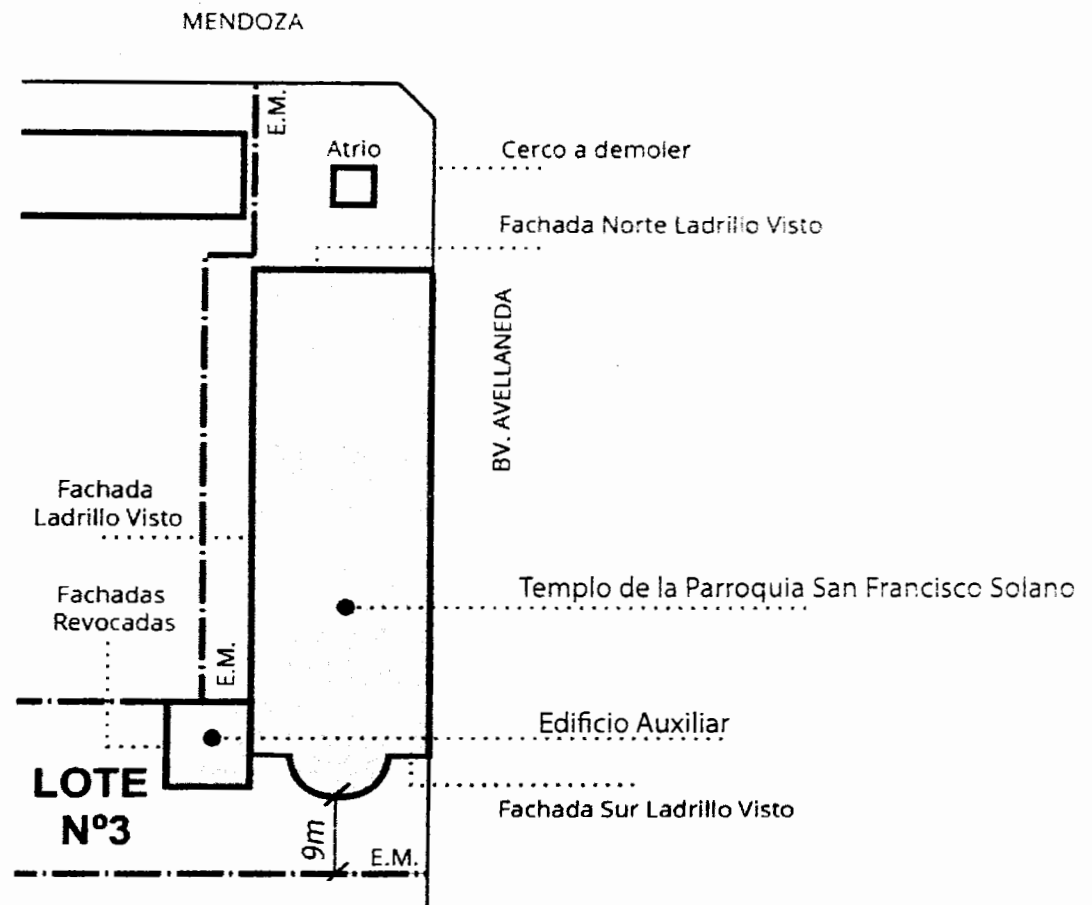 MENDOZA
E.M.
Atrio
Cerco a demoler
Fachada Norte Ladrillo Visto
BV. AVELLANEDA
Fachada
Ladrillo Visto
Fachadas
Revocadas
Templo de la Parroquia San Francisco Solano
E.M.
Edificio Auxiliar
LOTE
Nº3
Fachada Sur Ladrillo Visto
9m
E.M.